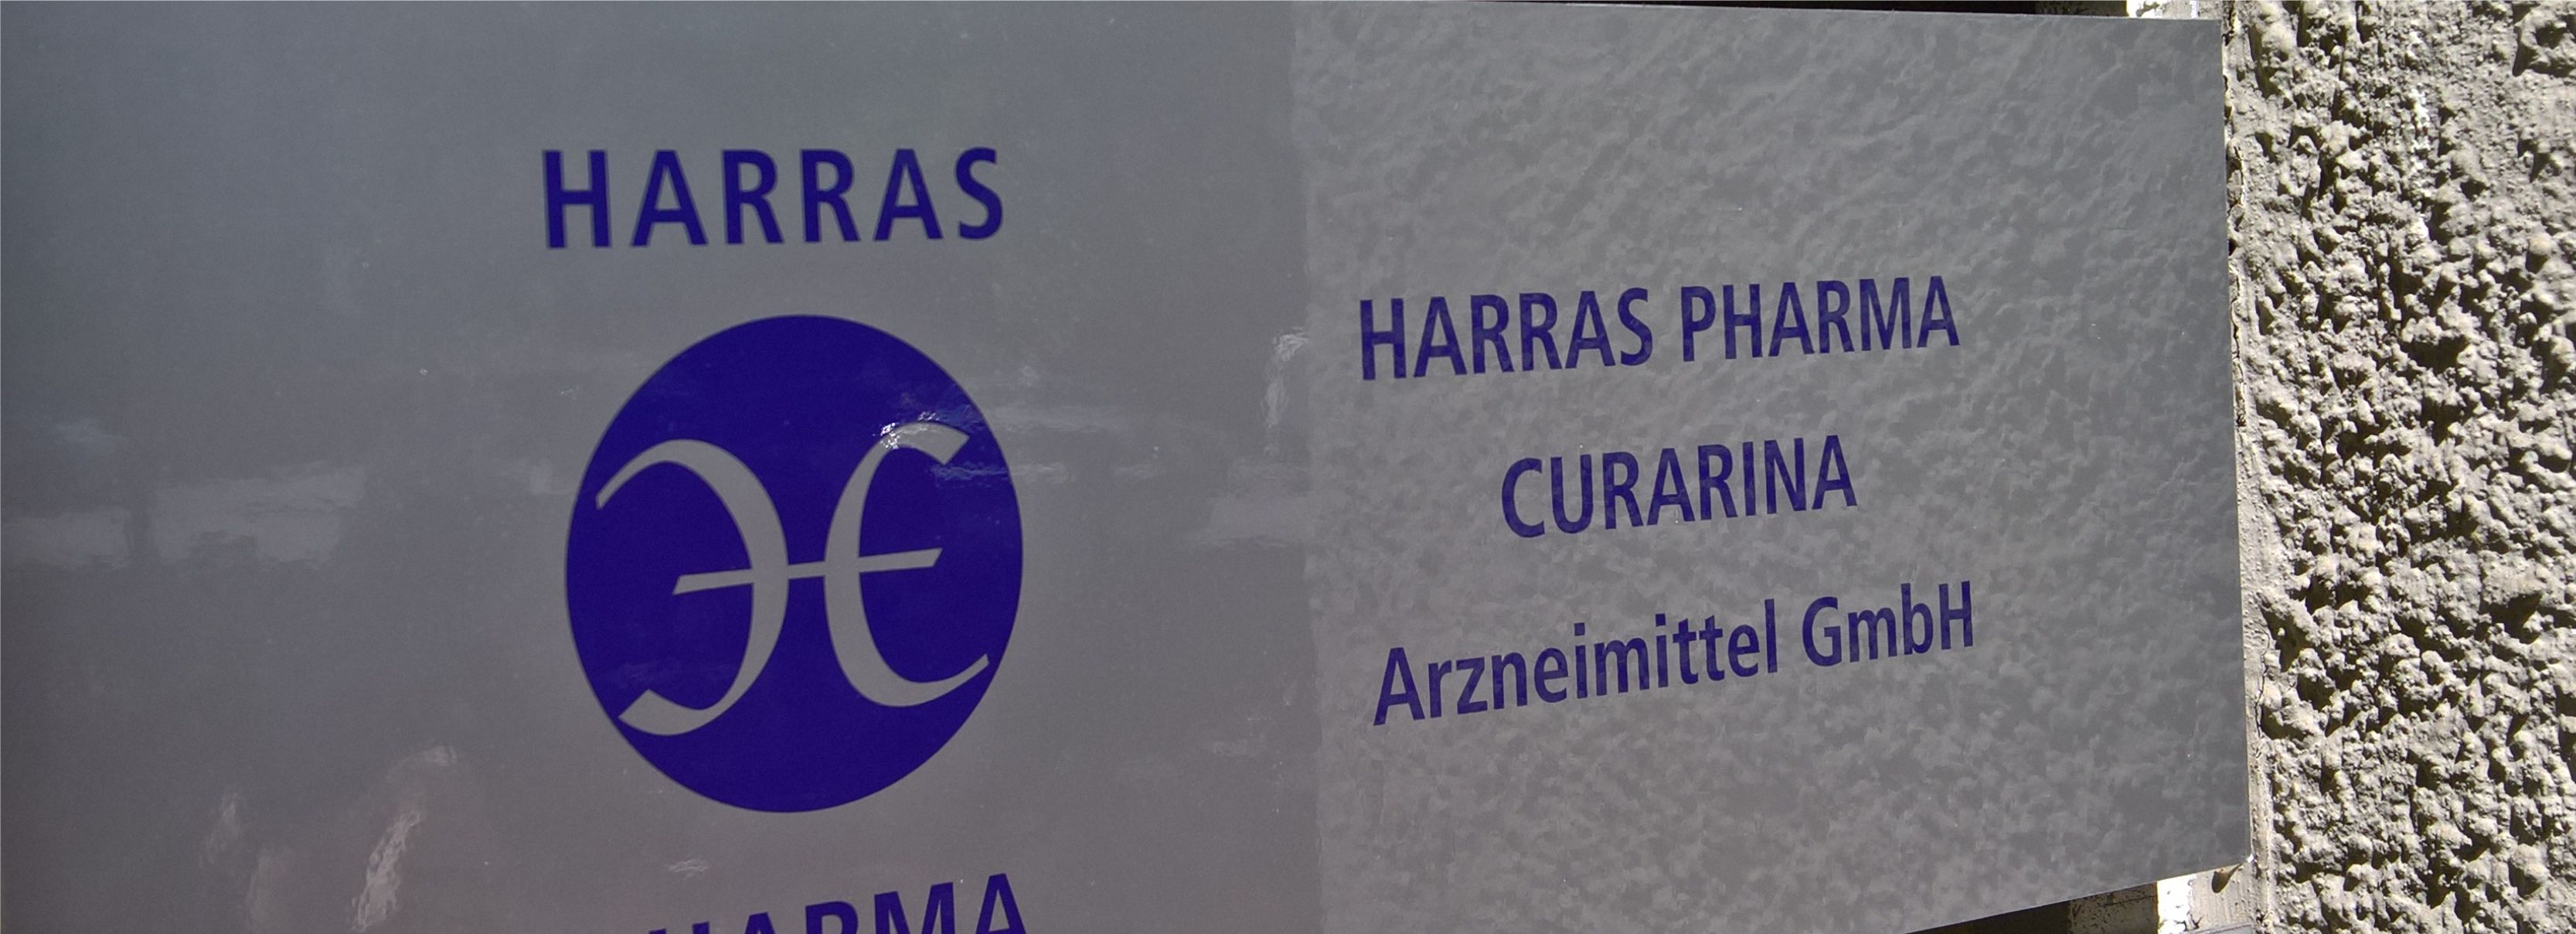 HARRAS
HARRAS PHARMA
CURARINA
Arzneimittel GmbH